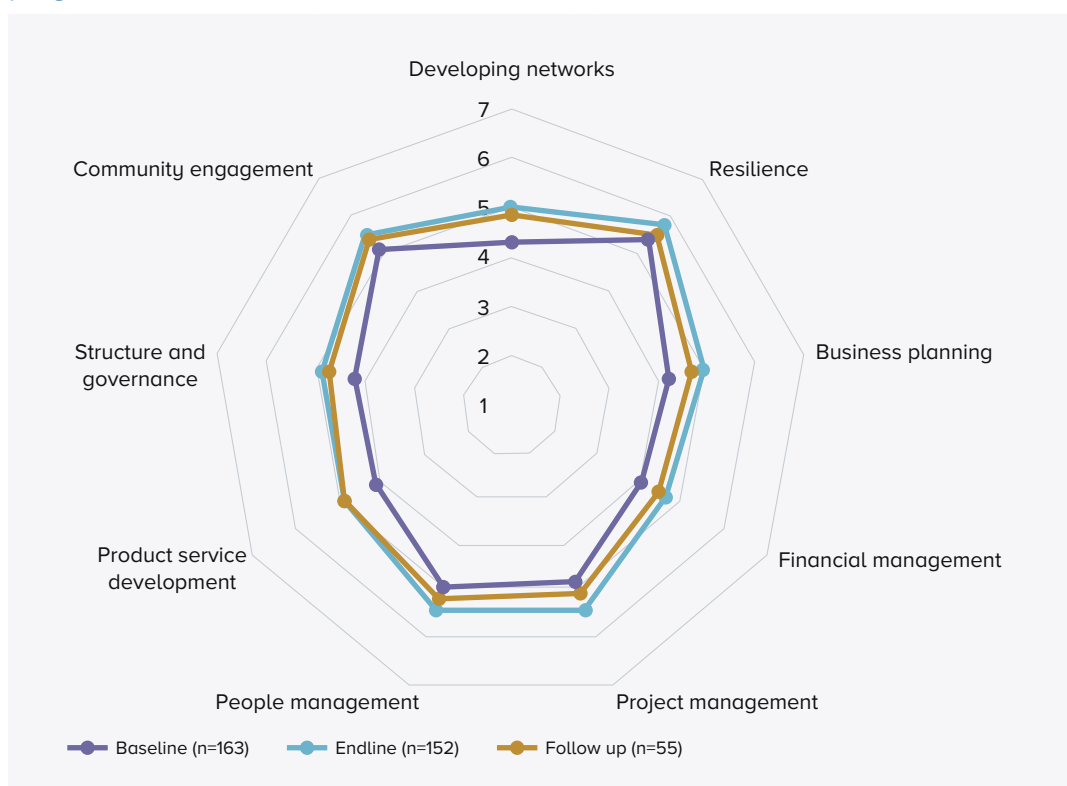 Developing networks
7
Community engagement
6
Resilience
5
4
3
Structure and
governance
2
Business planning
1
Product service
development
Financial management
People management
Project management
Baseline (n=163)
Endline (n=152)
Follow up (n=55)